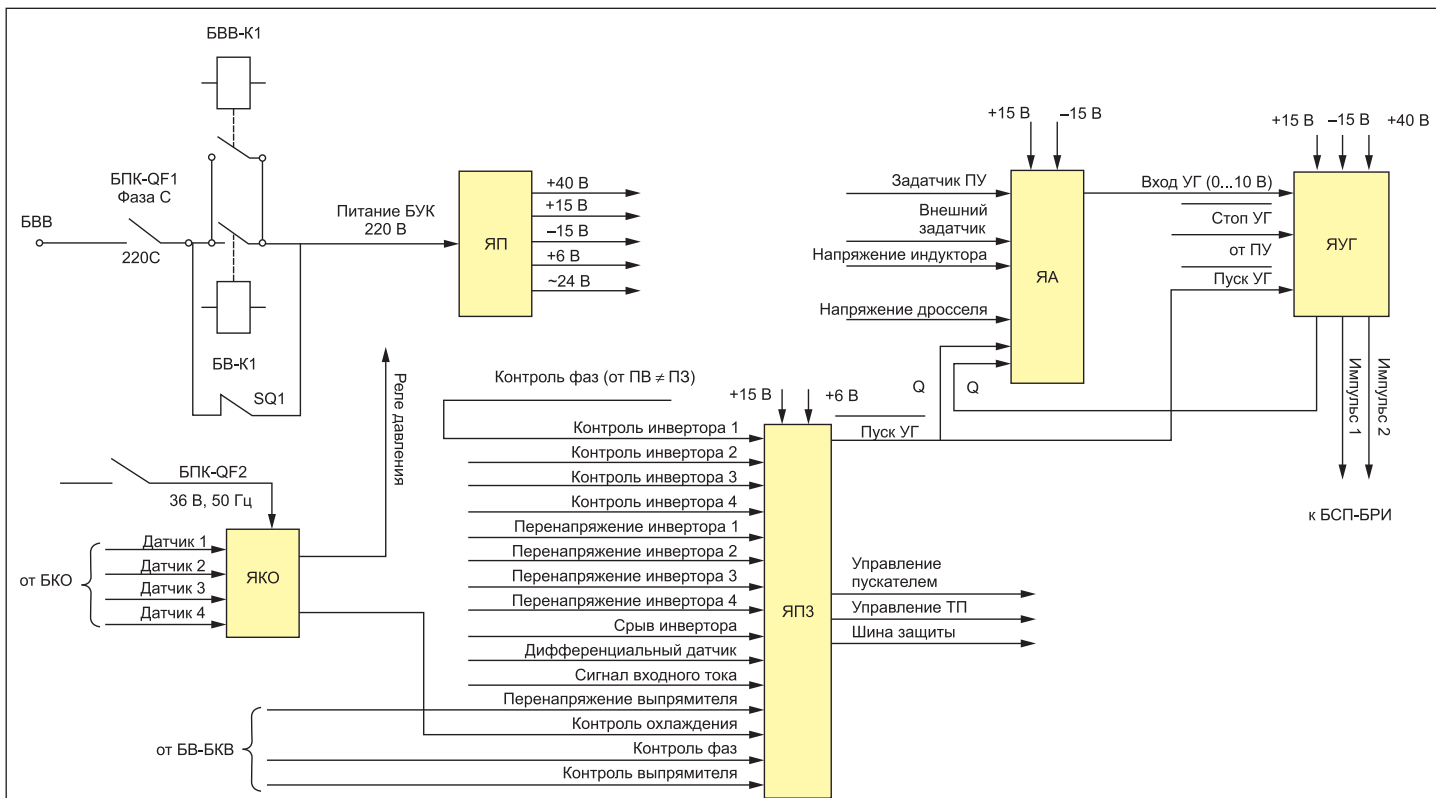 БВВ-К1
БПК-QF1
Фаза С
БВВ
220С
БВ-К1
SQ1
Питание БУК
220 В
ЯП
+40 В
+15 В
–15 В
+6 В
~24 В
Реле давления
БПК-QF2
36 В, 50 Гц
от БКО
Датчик 1
Датчик 2
Датчик 3
Датчик 4
ЯКО
Контроль фаз (от ПВ ≠ ПЗ)
Контроль инвертора 1
Контроль инвертора 2
Контроль инвертора 3
Контроль инвертора 4
Перенапряжение инвертора 1
Перенапряжение инвертора 2
Перенапряжение инвертора 3
Перенапряжение инвертора 4
Срыв инвертора
Дифференциальный датчик
Сигнал входного тока
Перенапряжение выпрямителя
Контроль охлаждения
от БВ-БКВ
Контроль фаз
Контроль выпрямителя
+15 В
+6 В
ЯПЗ
Пуск УГ
Управление
пускателем
Управление ТП
Шина защиты
+15 В
–15 В
Задатчик ПУ
Внешний
задатчик
Напряжение индуктора
Напряжение дросселя
ЯА
Q
Q
+15 В
–15 В
+40 В
Вход УГ (0...10 В)
Стоп УГ
от ПУ
Пуск УГ
ЯУГ
Импульс 1
Импульс 2
к БСП-БРИ